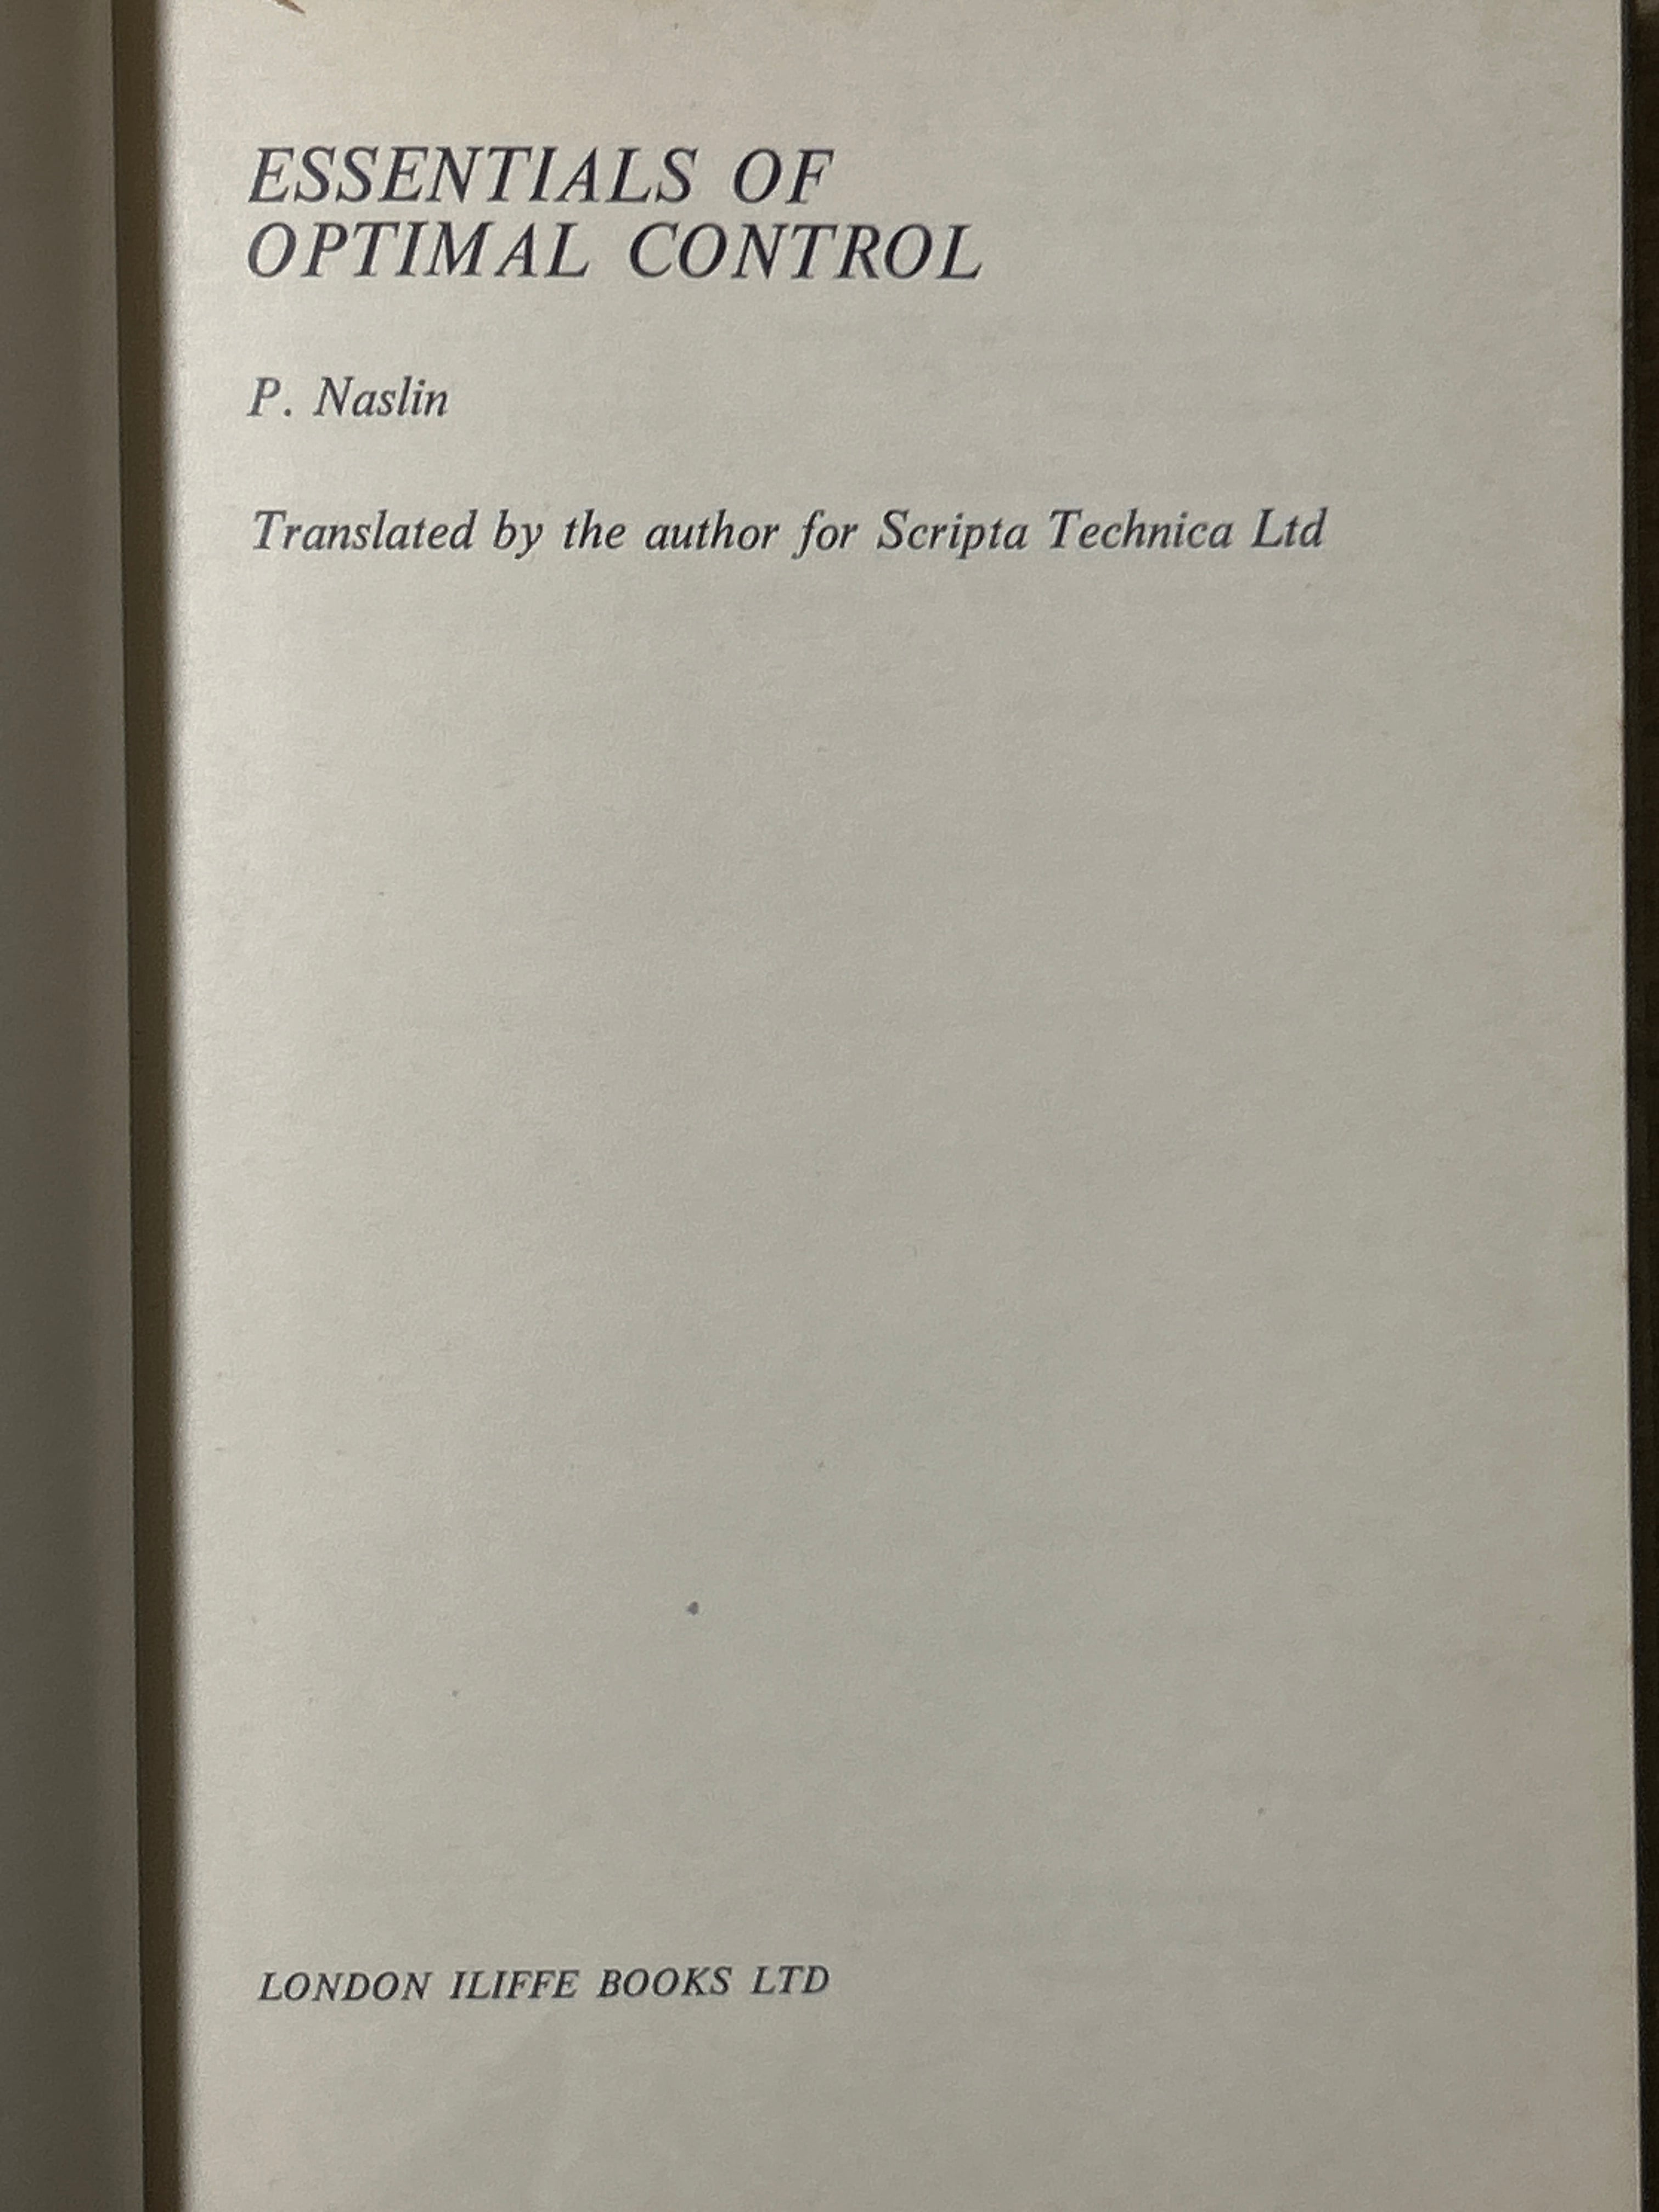 ESSENTIALS OF
OPTIMAL CONTROL
P. Naslin
Translated by the author for Scripta Technica Ltd
LONDON ILIFFE BOOKS LTD